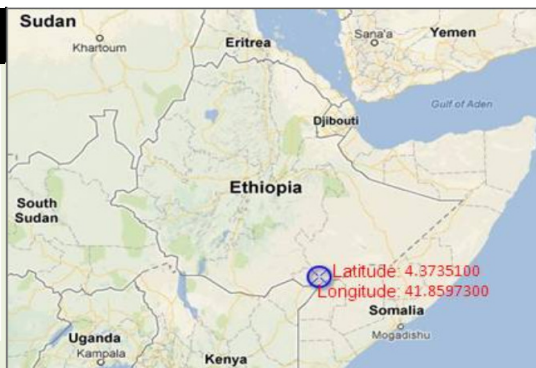 Sudan
Khartoum
Eritrea
Sana'a
Yemen
Gulf of Aden
Djibouti
Ethiopia
South
Sudan
Latitude: 4.3735100
Longitude: 41.8597300
Somalia
Mogadishu
Uganda
Kampala
Kenya